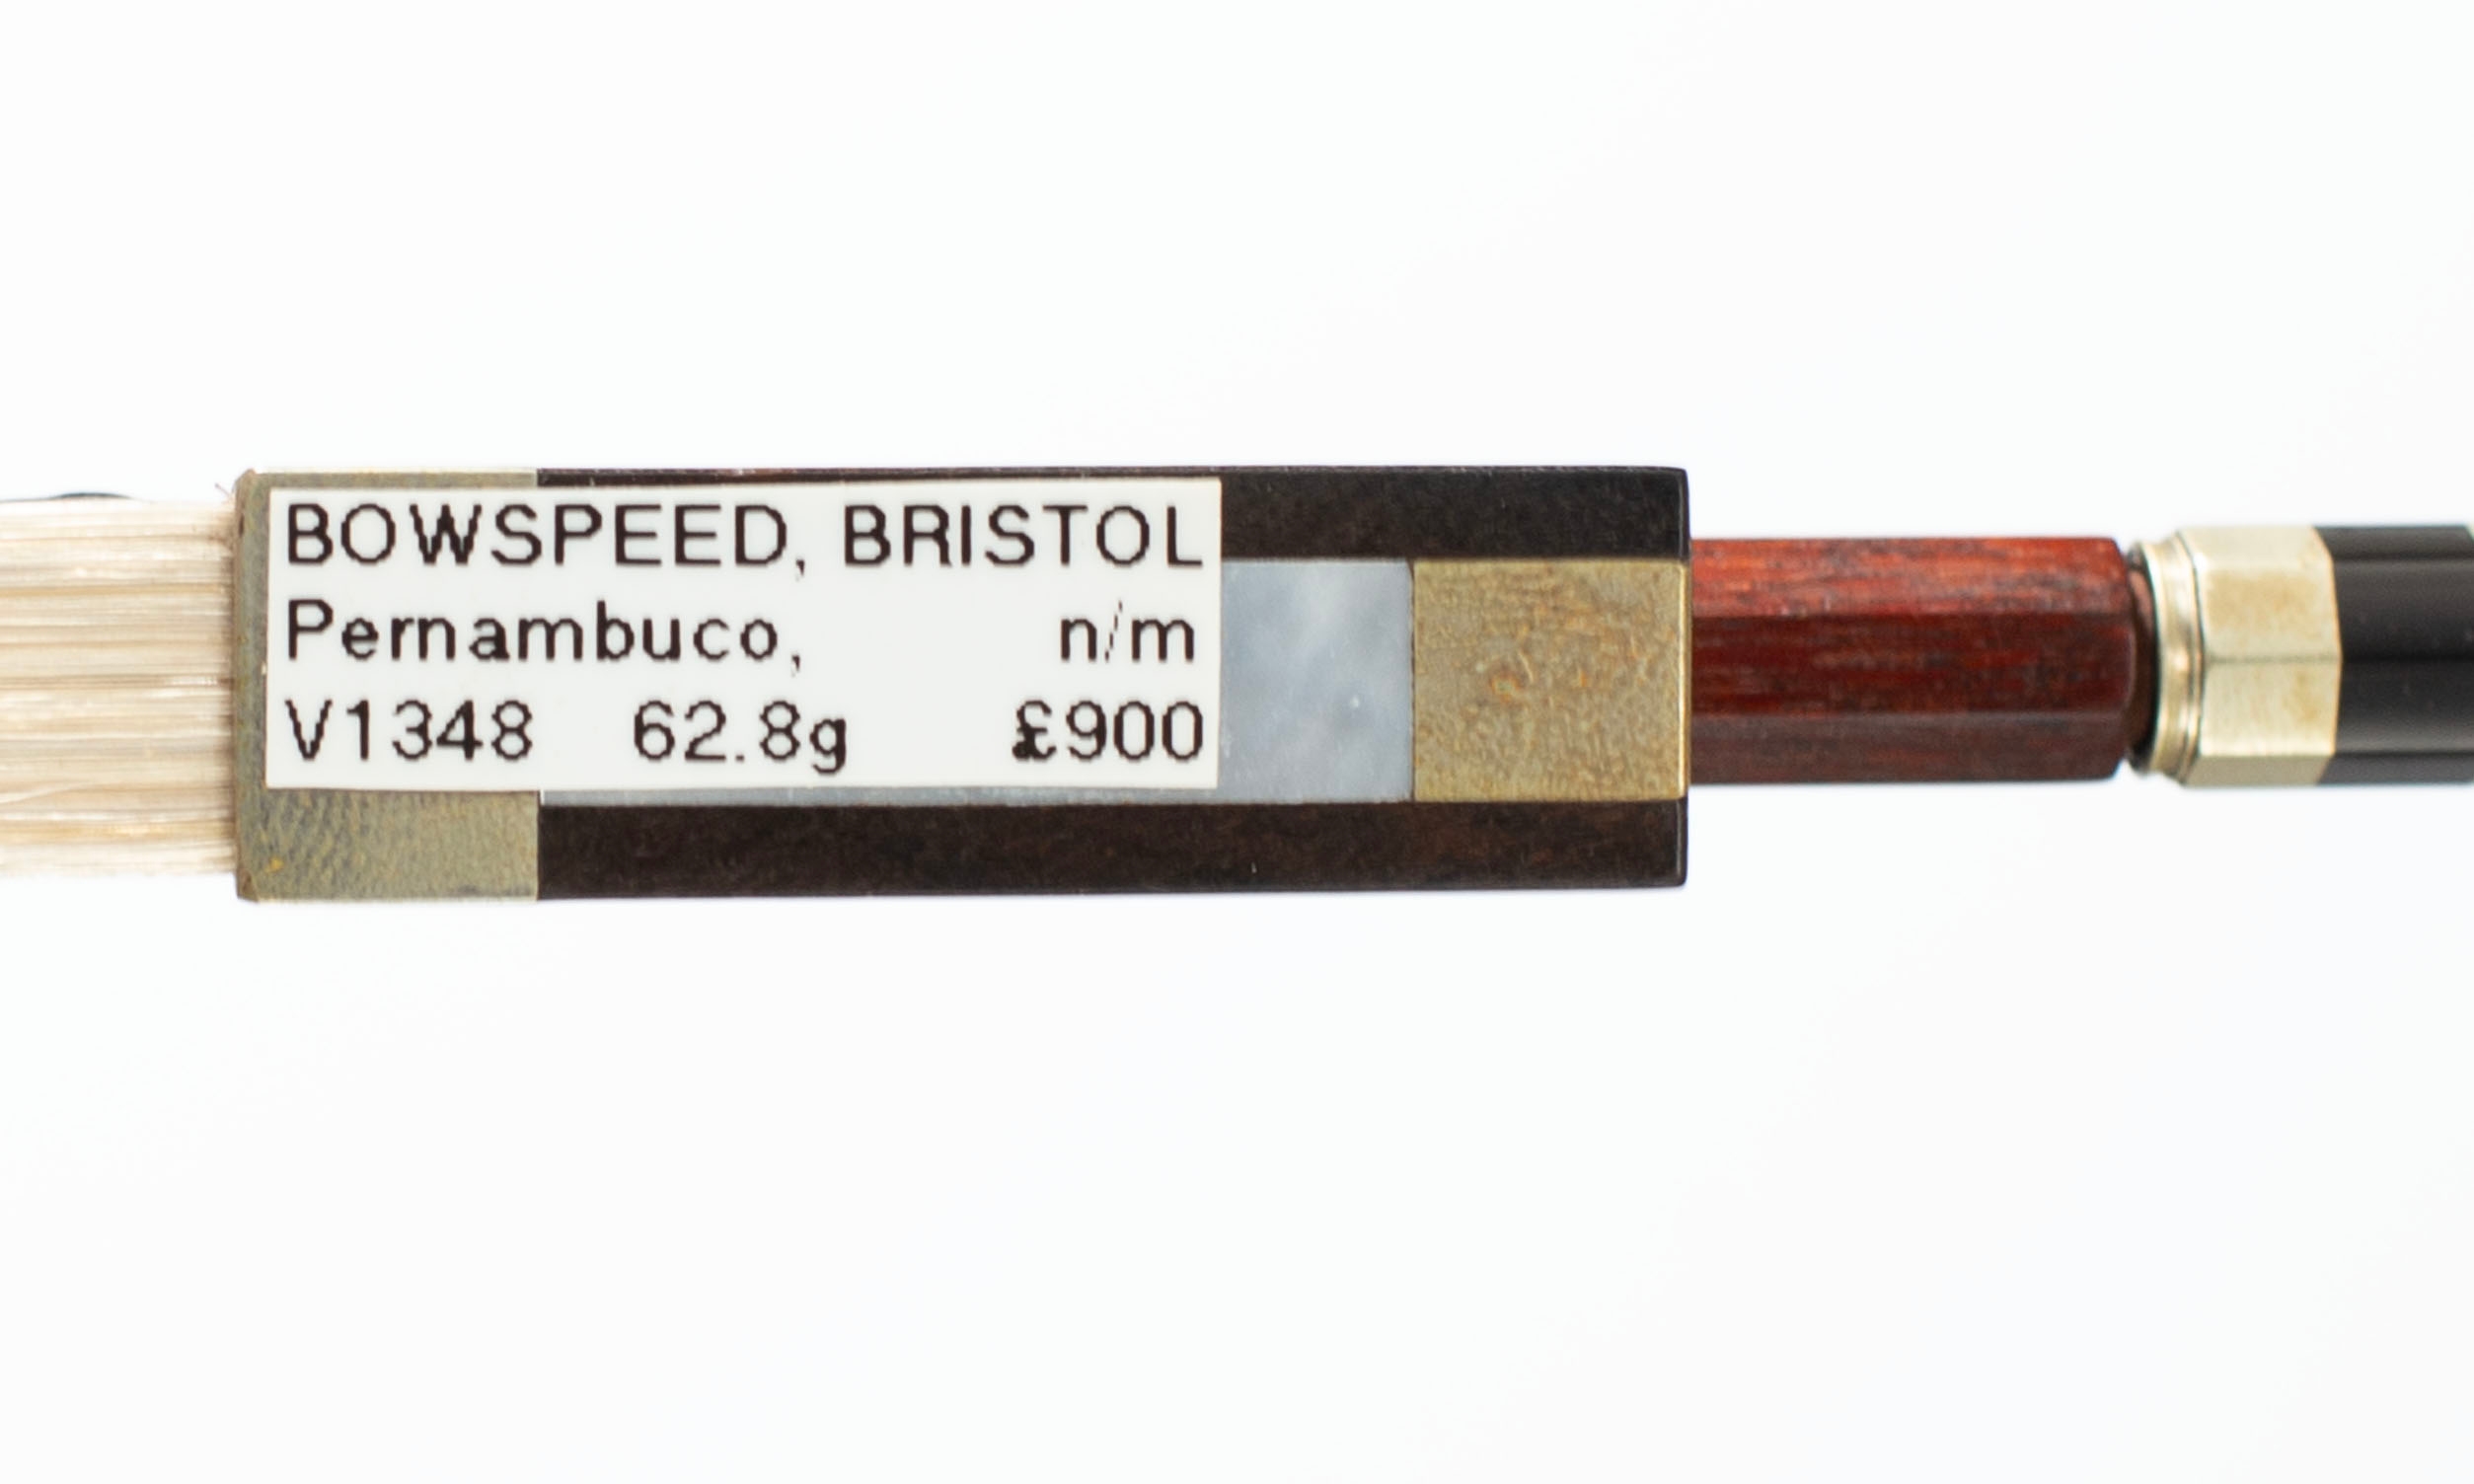 BOWSPEED, BRISTOL
Pernambuco, n/m
V1348 62.8g £900